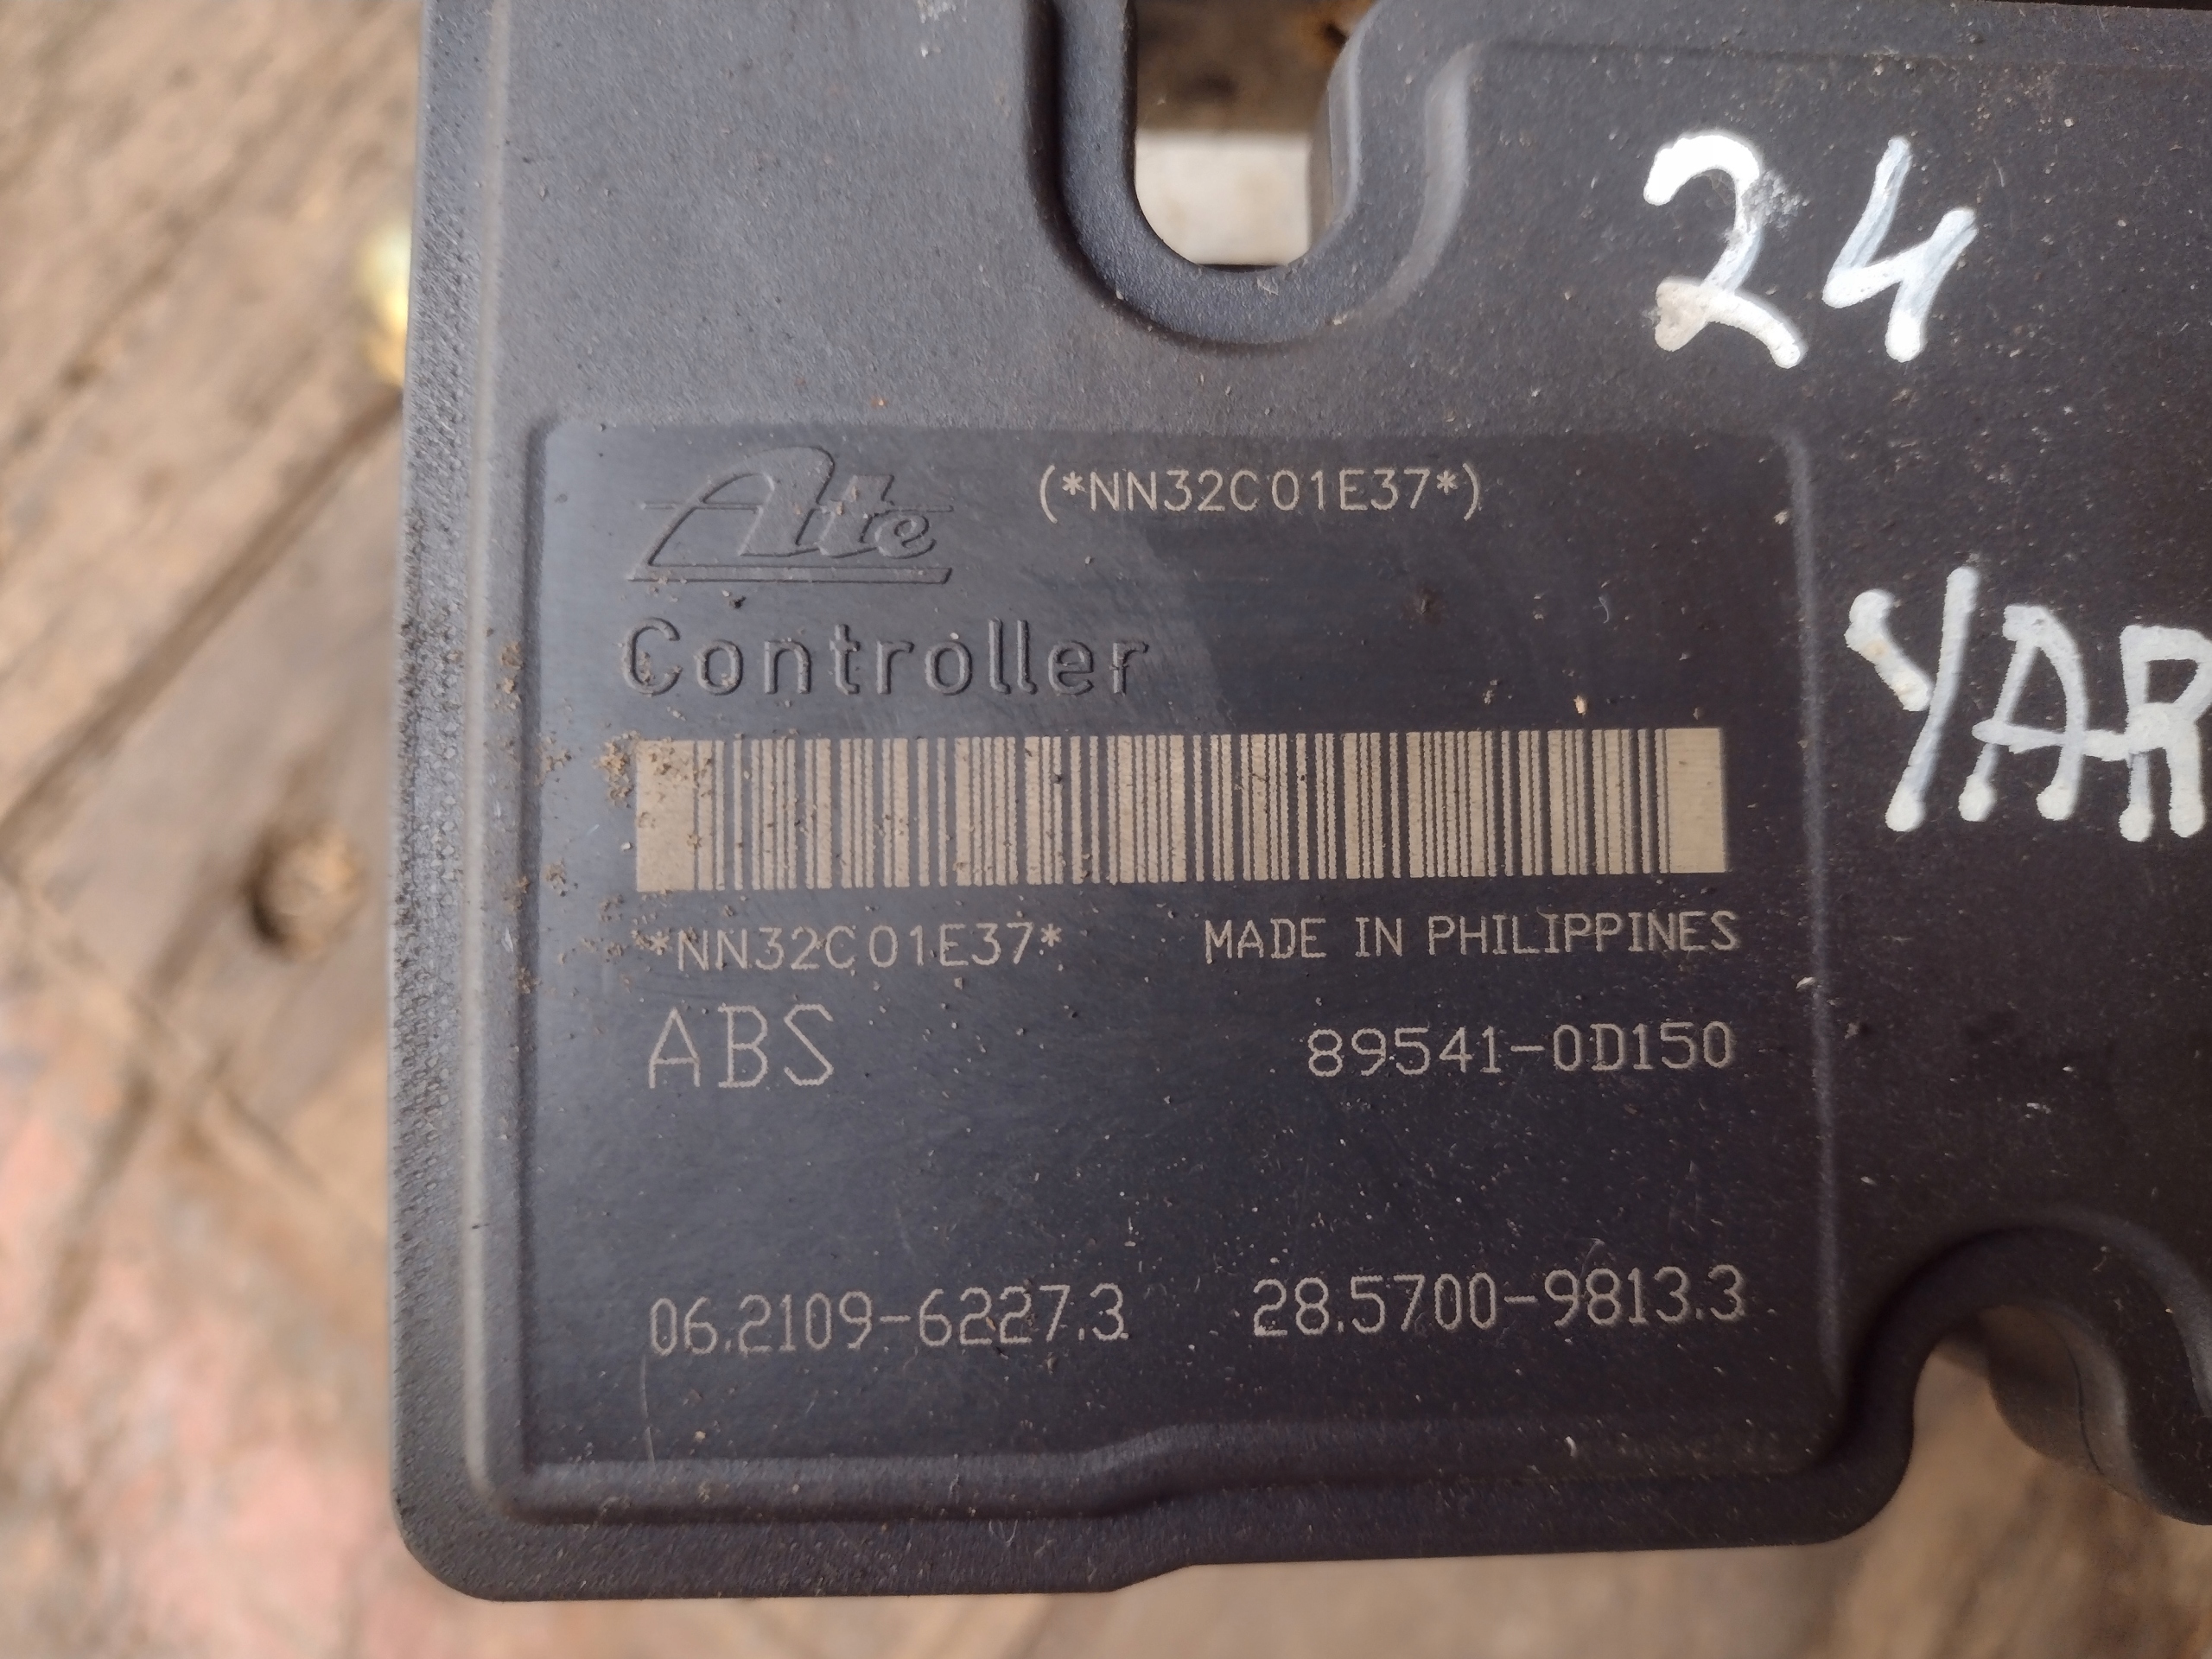 24
Ate
(*NN32C01E37*)
Controller
YAR
*NN32C01E37*
MADE IN PHILIPPINES
ABS
89541-0D150
06.2109-6227.3
28.5700-9813.3